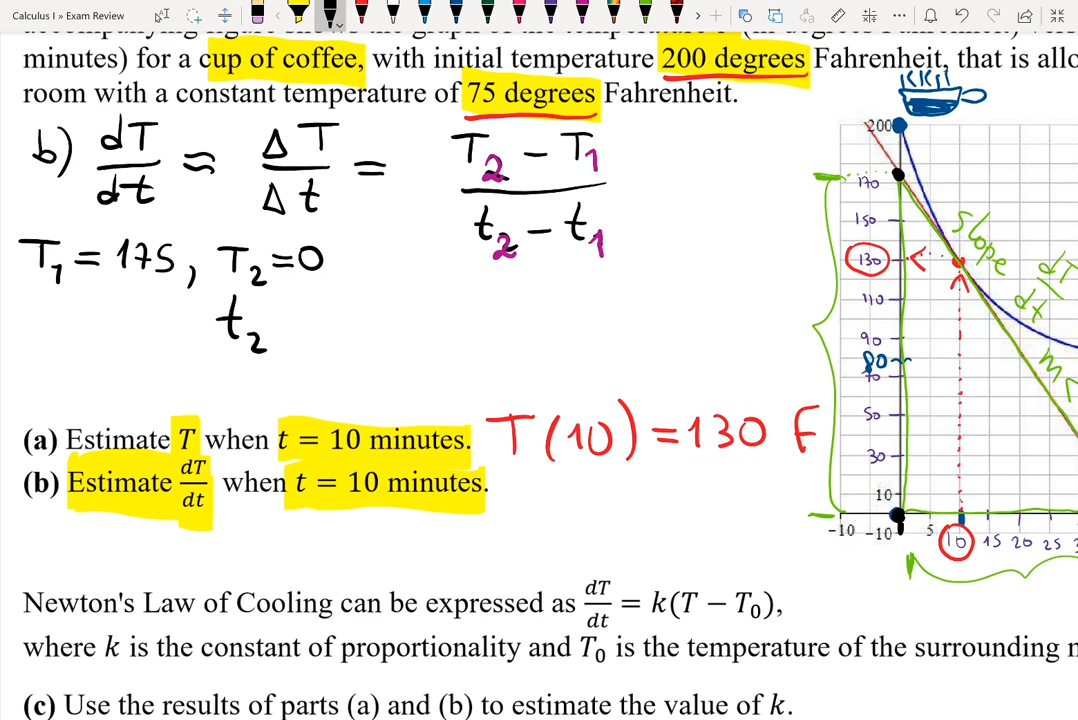 Calculus I » Exam Review
minutes) for a cup of coffee, with initial temperature 200 degrees Fahrenheit, that is allo
room with a constant temperature of 75 degrees Fahrenheit.
b) dT/dt ≈ ΔT/Δt = (T₂ − T₁)/(t₂ − t₁)
T₁ = 175, T₂ = 0
t₂
200
170
150
130
110
90
80
70
50
30
10
-10
-10 5 10 15 20 25
slope
dT/dt
(a) Estimate T when t = 10 minutes. T(10) = 130 F
(b) Estimate dT/dt when t = 10 minutes.
Newton's Law of Cooling can be expressed as dT/dt = k(T − T₀),
where k is the constant of proportionality and T₀ is the temperature of the surrounding
(c) Use the results of parts (a) and (b) to estimate the value of k.